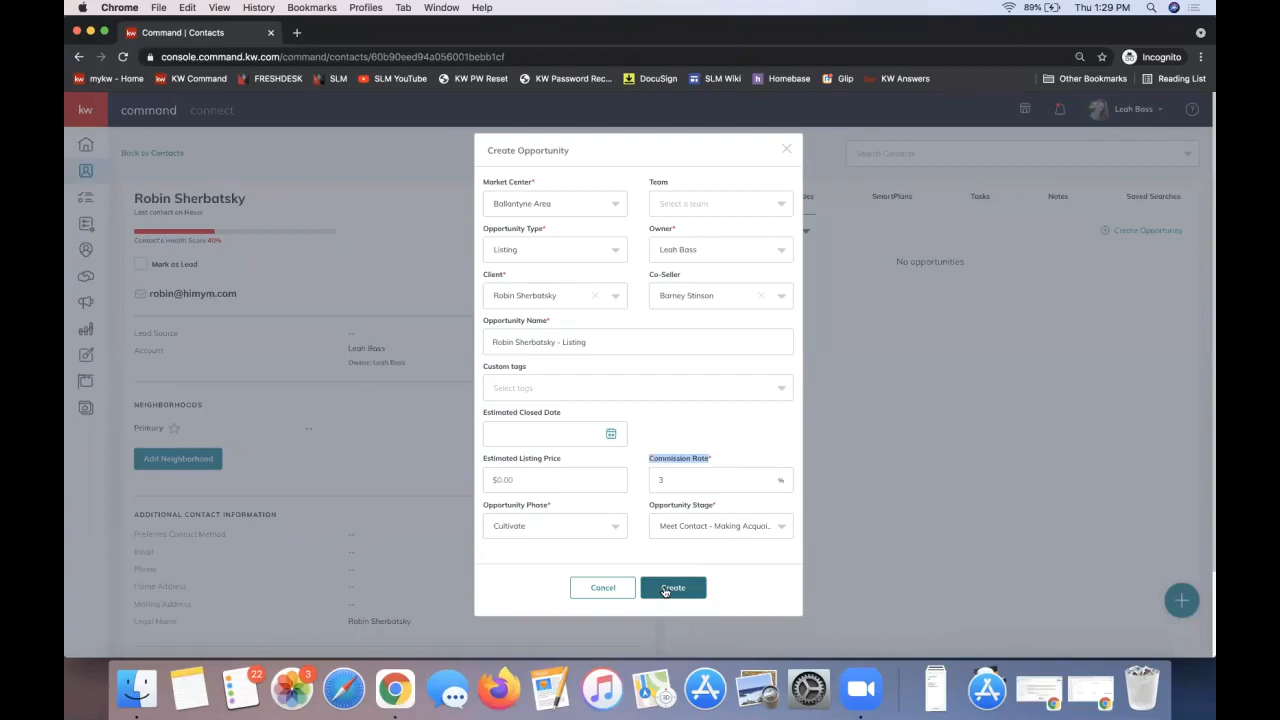 Chrome File Edit View History Bookmarks Profiles Tab Window Help 89% Thu 1:29 PM
kw Command | Contacts
console.command.kw.com/command/contacts/60b90eed94a056001bebb1cf Incognito
mykw - Home KW Command FRESHDESK SLM SLM YouTube KW PW Reset KW Password Rec... DocuSign SLM Wiki Homebase Glip KW Answers Other Bookmarks Reading List
kw command connect Leah Bass
Back to Contacts
Search Contacts
Robin Sherbatsky
Last contact on Never
Contact's Health Score 40%
Mark as Lead
robin@himym.com
Lead Source --
Account Leah Bass
Owner: Leah Bass
NEIGHBORHOODS
Primary --
Add Neighborhood
ADDITIONAL CONTACT INFORMATION
Preferred Contact Method --
Email --
Phone --
Home Address --
Mailing Address --
Legal Name Robin Sherbatsky
Create Opportunity
Market Center* Team
Ballantyne Area Select a team
Opportunity Type* Owner*
Listing Leah Bass
Client* Co-Seller
Robin Sherbatsky Barney Stinson
Opportunity Name*
Robin Sherbatsky - Listing
Custom tags
Select tags
Estimated Closed Date
Estimated Listing Price Commission Rate*
$0.00 3 %
Opportunity Phase* Opportunity Stage*
Cultivate Meet Contact - Making Acquai...
Cancel Create
SmartPlans Tasks Notes Saved Searches
Create Opportunity
No opportunities
22 3